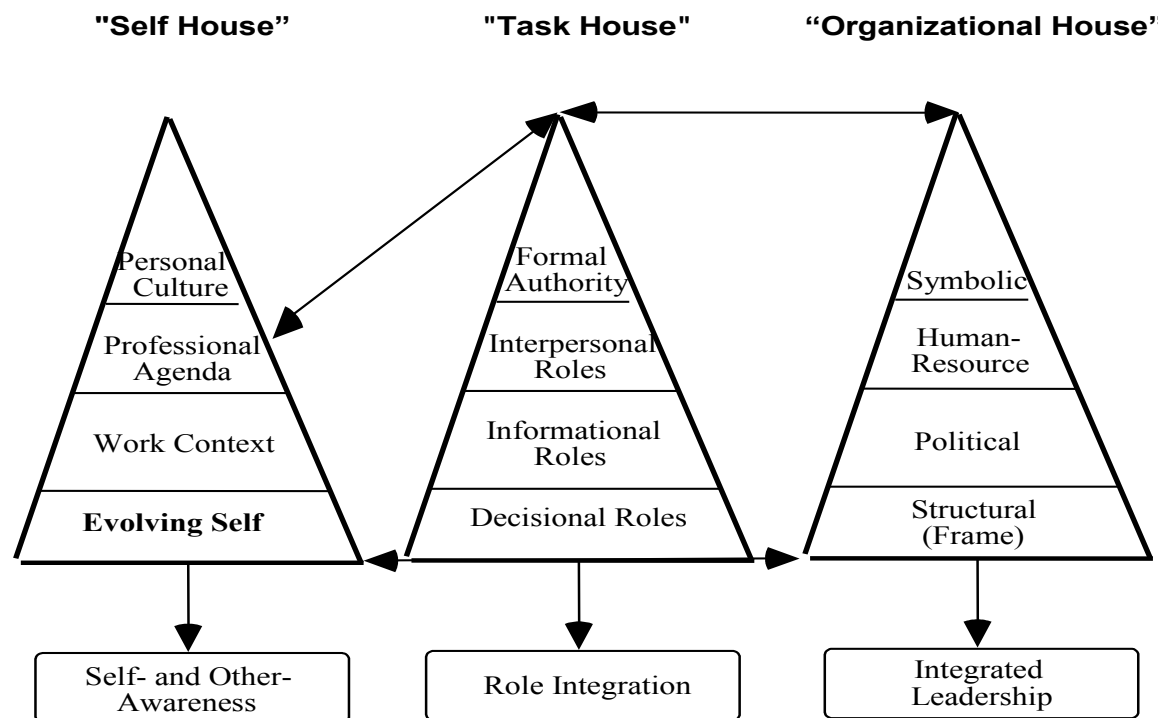 "Self House”
"Task House"
“Organizational House”
Personal
Culture
Professional
Agenda
Work Context
Evolving Self
Formal
Authority
Interpersonal
Roles
Informational
Roles
Decisional Roles
Symbolic
Human-
Resource
Political
Structural
(Frame)
Self- and Other-
Awareness
Role Integration
Integrated
Leadership